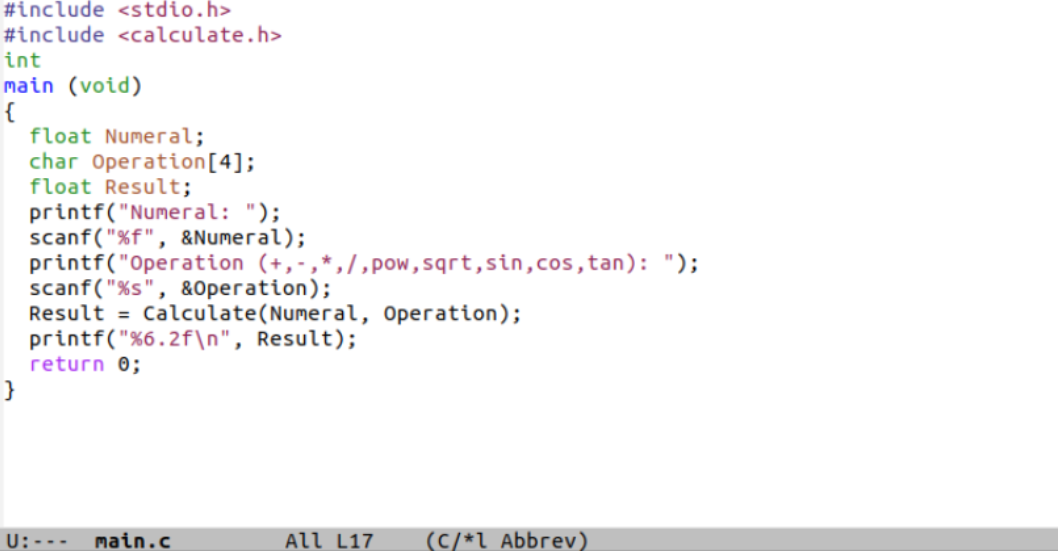 #include <stdio.h>
#include <calculate.h>
int
main (void)
{
  float Numeral;
  char Operation[4];
  float Result;
  printf("Numeral: ");
  scanf("%f", &Numeral);
  printf("Operation (+,-,*,/,pow,sqrt,sin,cos,tan): ");
  scanf("%s", &Operation);
  Result = Calculate(Numeral, Operation);
  printf("%6.2f\n", Result);
  return 0;
}
U:--- main.c All L17 (C/*l Abbrev)